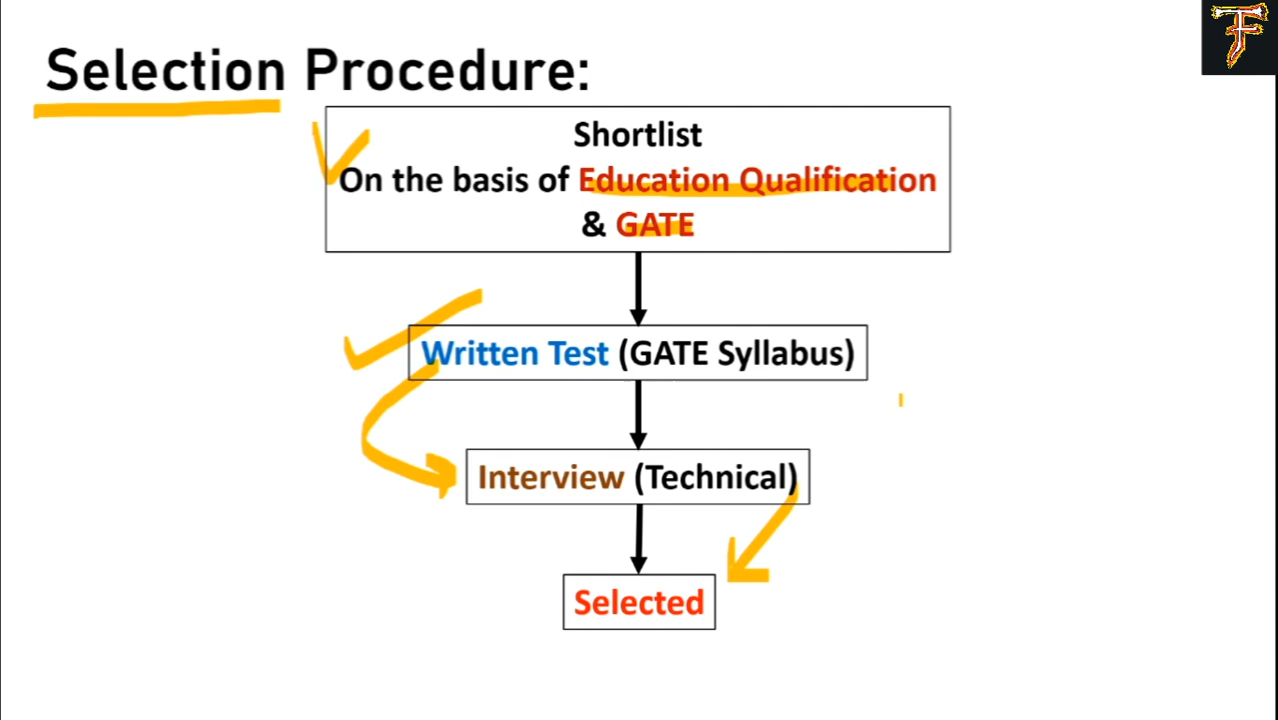 Selection Procedure:
Shortlist
On the basis of Education Qualification
& GATE
Written Test (GATE Syllabus)
Interview (Technical)
Selected